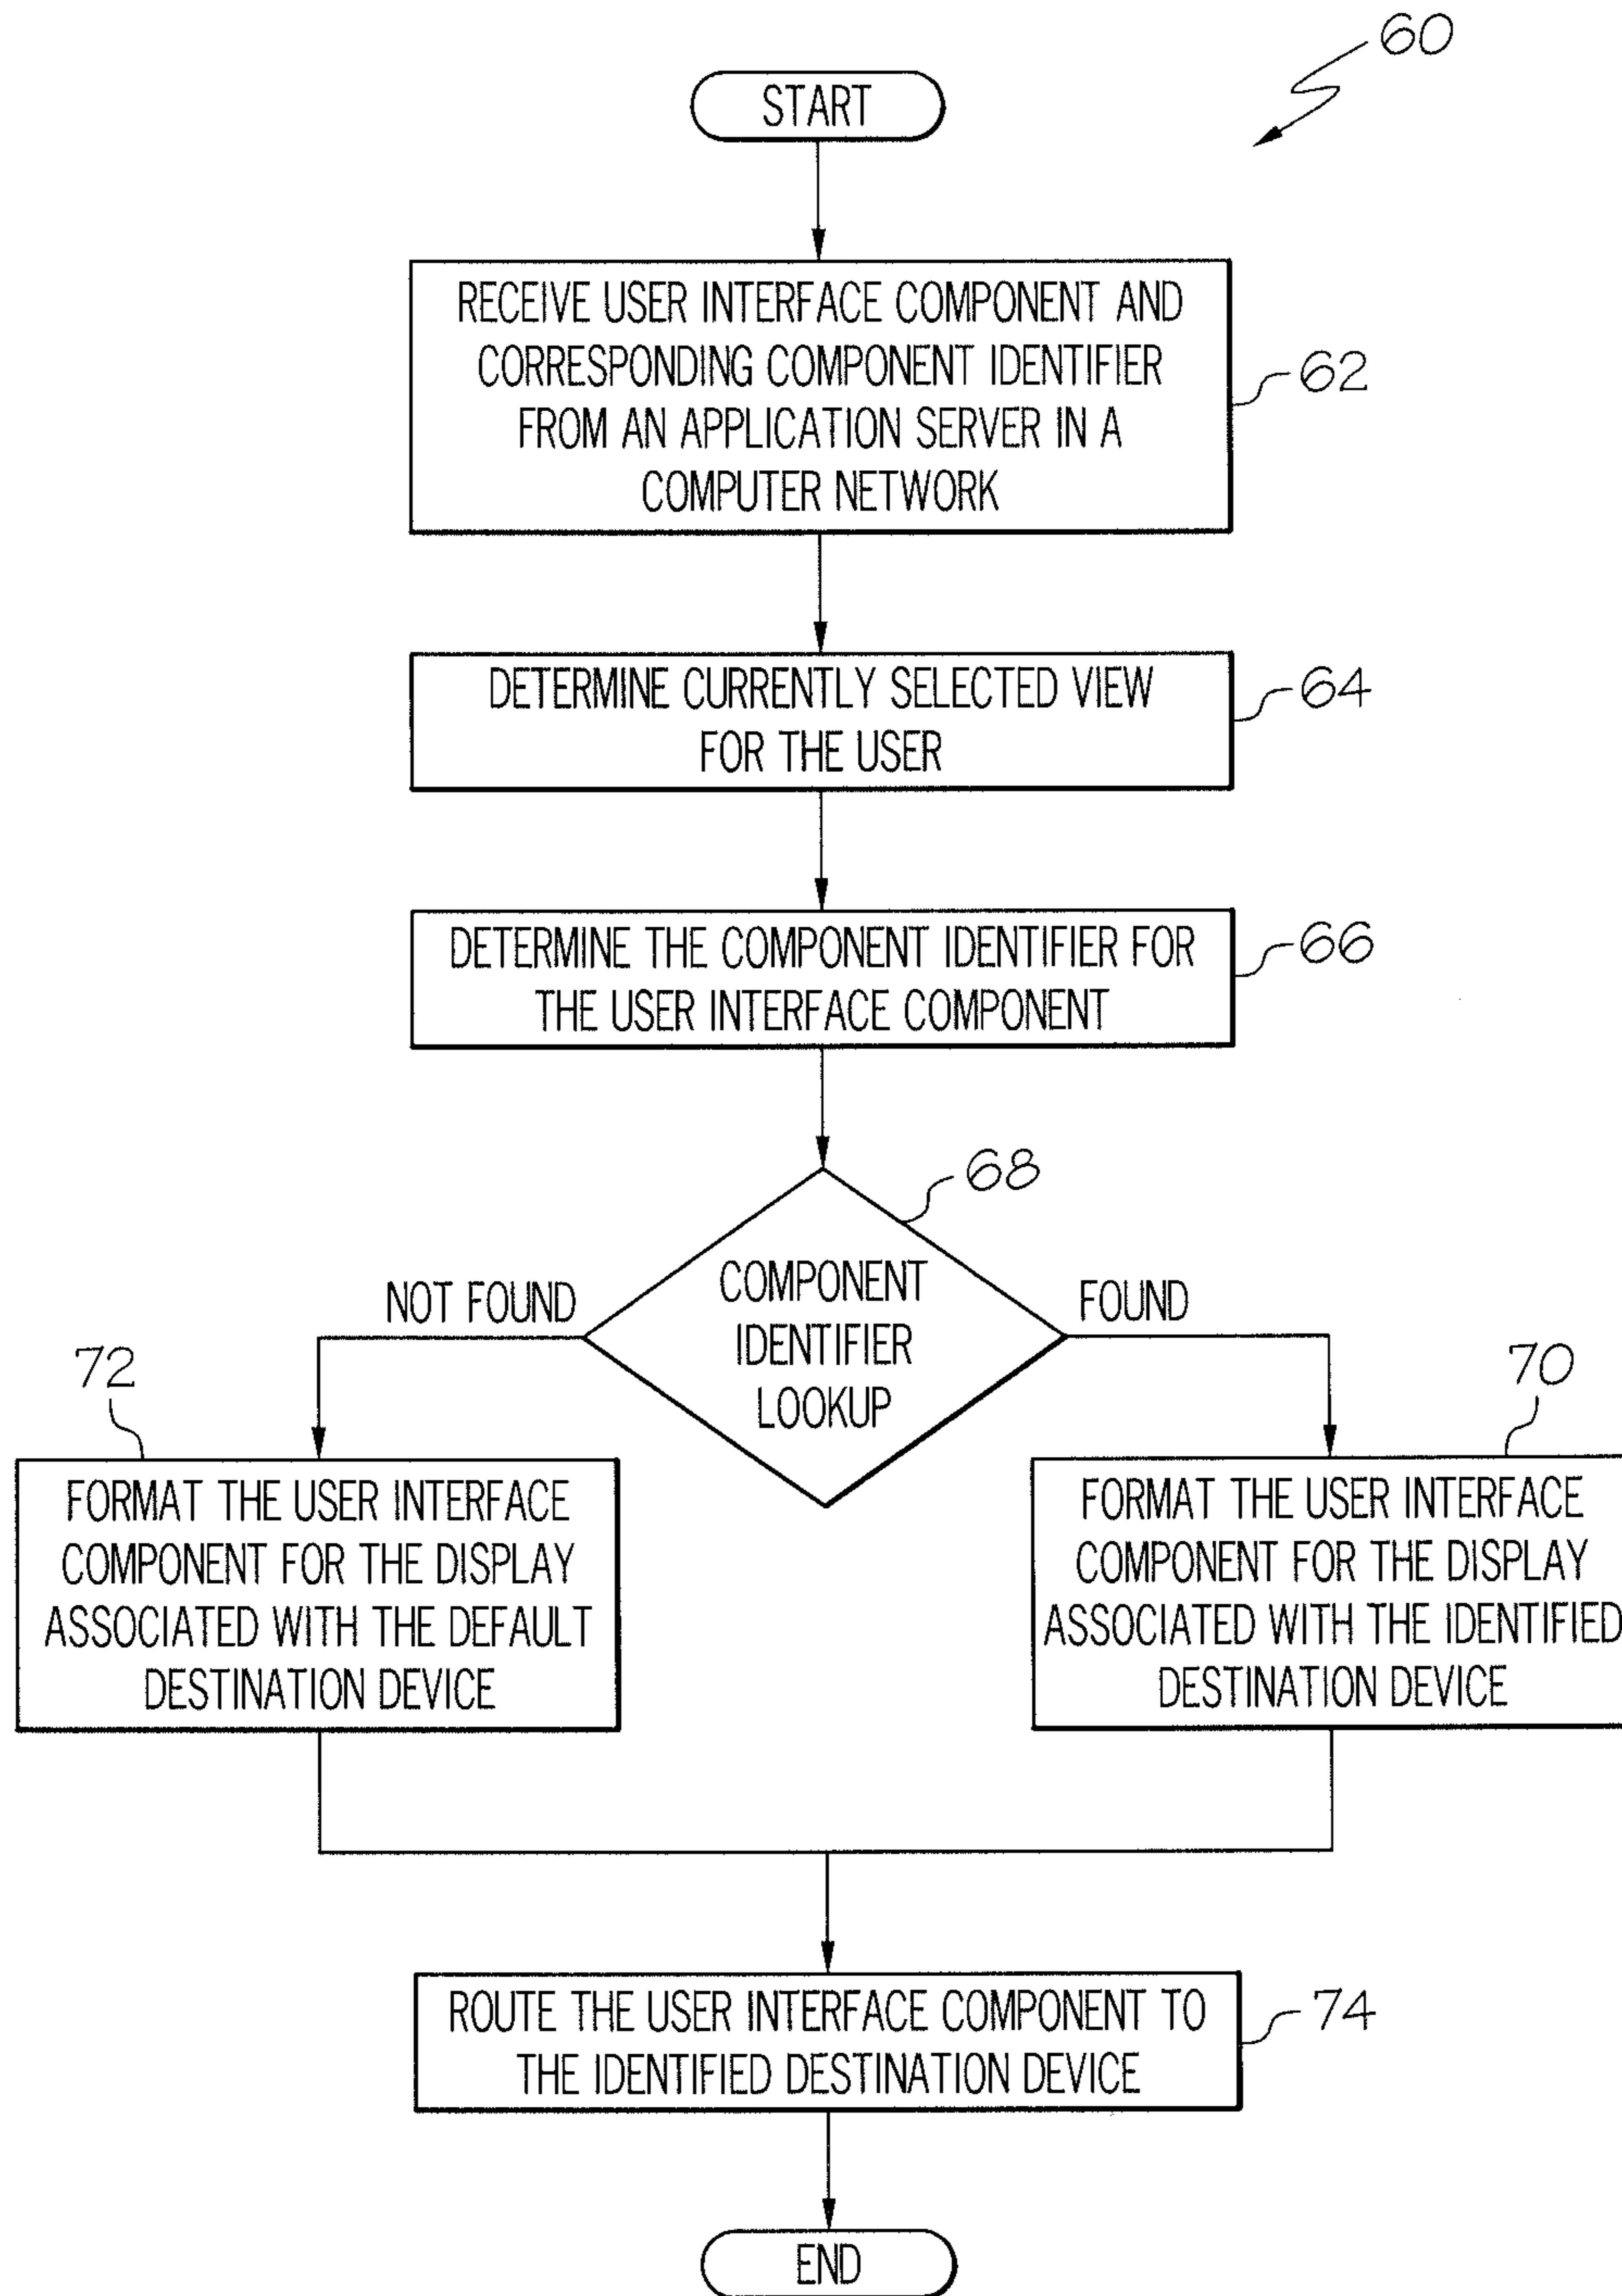 60
START
RECEIVE USER INTERFACE COMPONENT AND
CORRESPONDING COMPONENT IDENTIFIER
FROM AN APPLICATION SERVER IN A
COMPUTER NETWORK
62
DETERMINE CURRENTLY SELECTED VIEW
FOR THE USER
64
DETERMINE THE COMPONENT IDENTIFIER FOR
THE USER INTERFACE COMPONENT
66
68
COMPONENT
IDENTIFIER
LOOKUP
NOT FOUND
FOUND
72
FORMAT THE USER INTERFACE
COMPONENT FOR THE DISPLAY
ASSOCIATED WITH THE DEFAULT
DESTINATION DEVICE
70
FORMAT THE USER INTERFACE
COMPONENT FOR THE DISPLAY
ASSOCIATED WITH THE IDENTIFIED
DESTINATION DEVICE
ROUTE THE USER INTERFACE COMPONENT TO
THE IDENTIFIED DESTINATION DEVICE
74
END